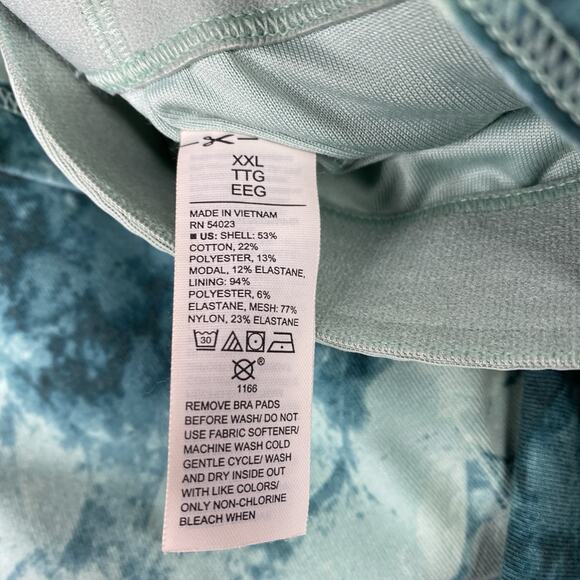 XXL
TTG
EEG
MADE IN VIETNAM
RN 54023
■ US: SHELL: 53%
COTTON, 22%
POLYESTER, 13%
MODAL, 12% ELASTANE,
LINING: 94%
POLYESTER, 6%
ELASTANE, MESH: 77%
NYLON, 23% ELASTANE
30
®
1166
REMOVE BRA PADS
BEFORE WASH/ DO NOT
USE FABRIC SOFTENER/
MACHINE WASH COLD
GENTLE CYCLE/ WASH
AND DRY INSIDE OUT
WITH LIKE COLORS/
ONLY NON-CHLORINE
BLEACH WHEN